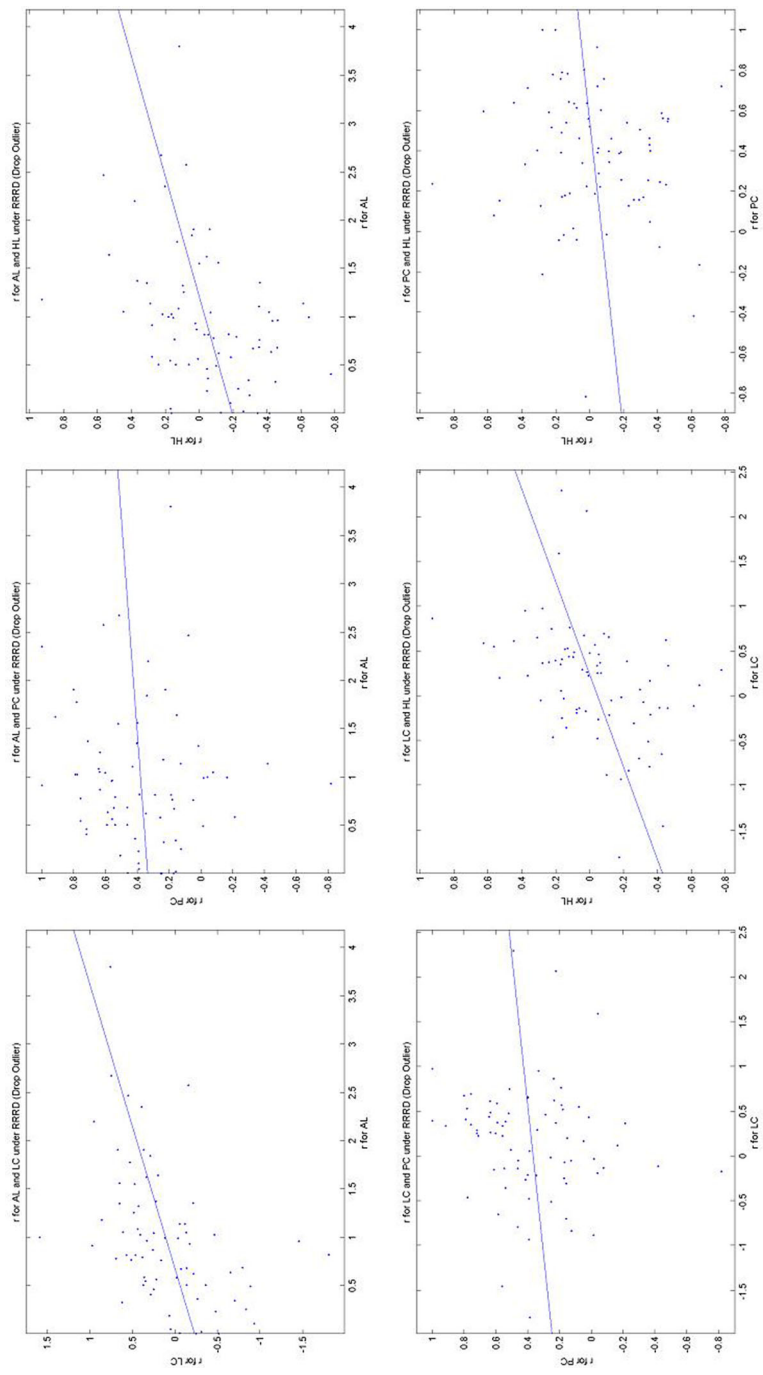 r for AL and LC under RRRD (Drop Outlier)
1.5
1
0.5
0
-0.5
-1
-1.5
r for LC
0.5 1 1.5 2 2.5 3 3.5 4
r for AL
r for AL and PC under RRRD (Drop Outlier)
1
0.8
0.6
0.4
0.2
0
-0.2
-0.4
-0.6
-0.8
r for PC
0.5 1 1.5 2 2.5 3 3.5 4
r for AL
r for AL and HL under RRRD (Drop Outlier)
1
0.8
0.6
0.4
0.2
0
-0.2
-0.4
-0.6
-0.8
r for HL
0.5 1 1.5 2 2.5 3 3.5 4
r for AL
r for LC and PC under RRRD (Drop Outlier)
1
0.8
0.6
0.4
0.2
0
-0.2
-0.4
-0.6
-0.8
r for PC
-1.5 -1 -0.5 0 0.5 1 1.5 2 2.5
r for LC
r for LC and HL under RRRD (Drop Outlier)
1
0.8
0.6
0.4
0.2
0
-0.2
-0.4
-0.6
-0.8
r for HL
-1.5 -1 -0.5 0 0.5 1 1.5 2 2.5
r for LC
r for PC and HL under RRRD (Drop Outlier)
1
0.8
0.6
0.4
0.2
0
-0.2
-0.4
-0.6
-0.8
r for HL
-0.8 -0.6 -0.4 -0.2 0 0.2 0.4 0.6 0.8 1
r for PC